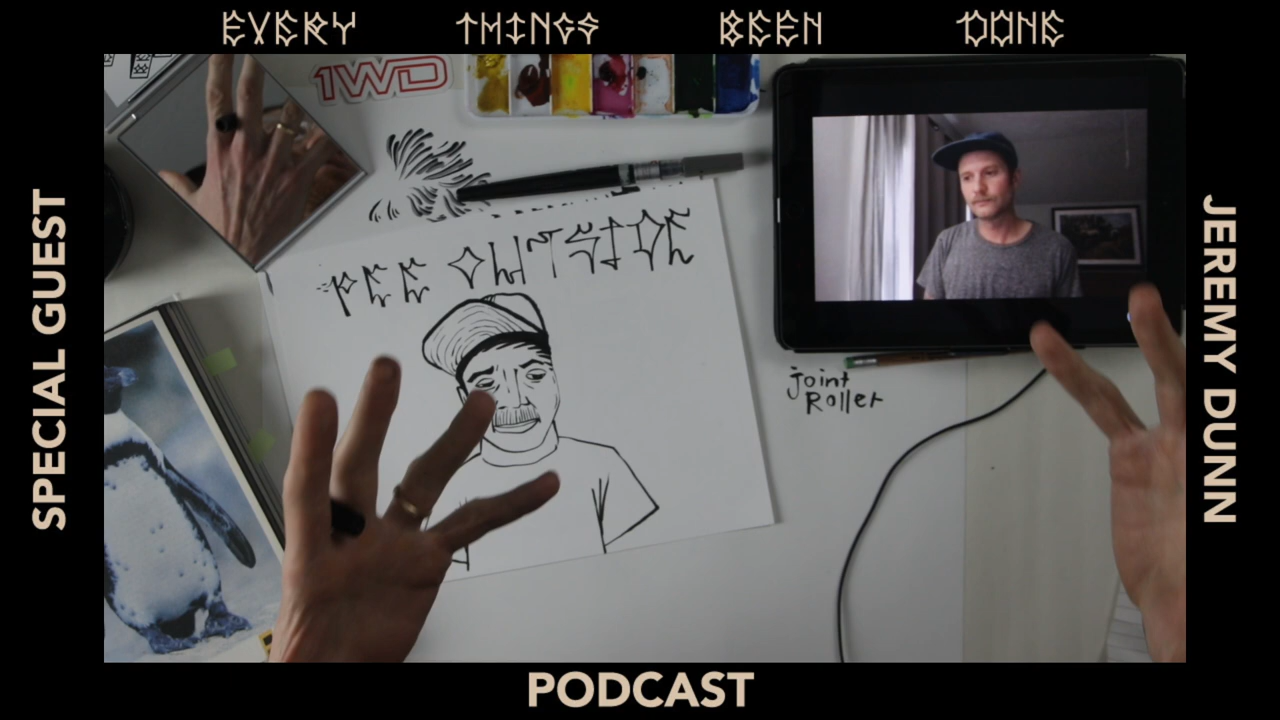 EVERY THINGS BEEN DONE
SPECIAL GUEST
JEREMY DUNN
1WD
PEE OUTSIDE
joint
Roller
PODCAST